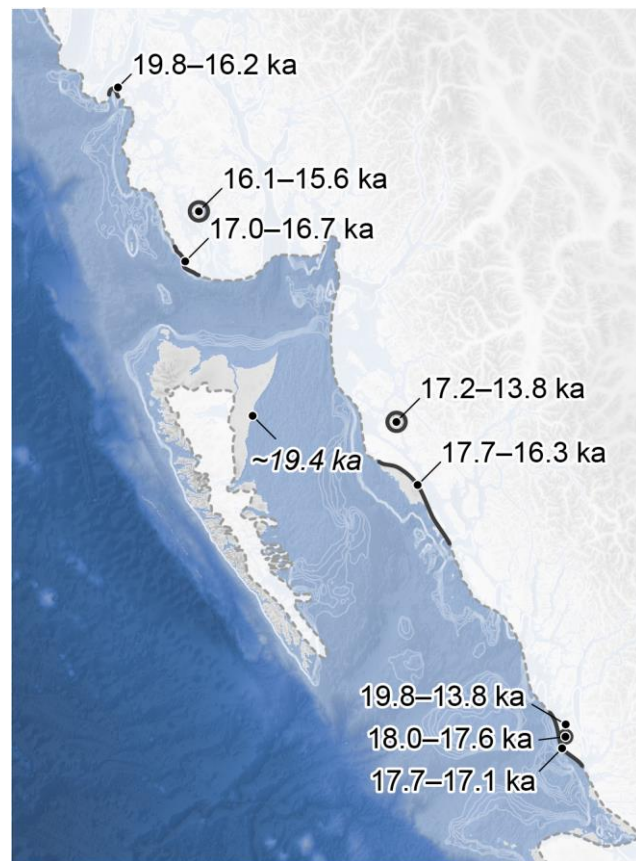 19.8–16.2 ka
16.1–15.6 ka
17.0–16.7 ka
17.2–13.8 ka
~19.4 ka
17.7–16.3 ka
19.8–13.8 ka
18.0–17.6 ka
17.7–17.1 ka